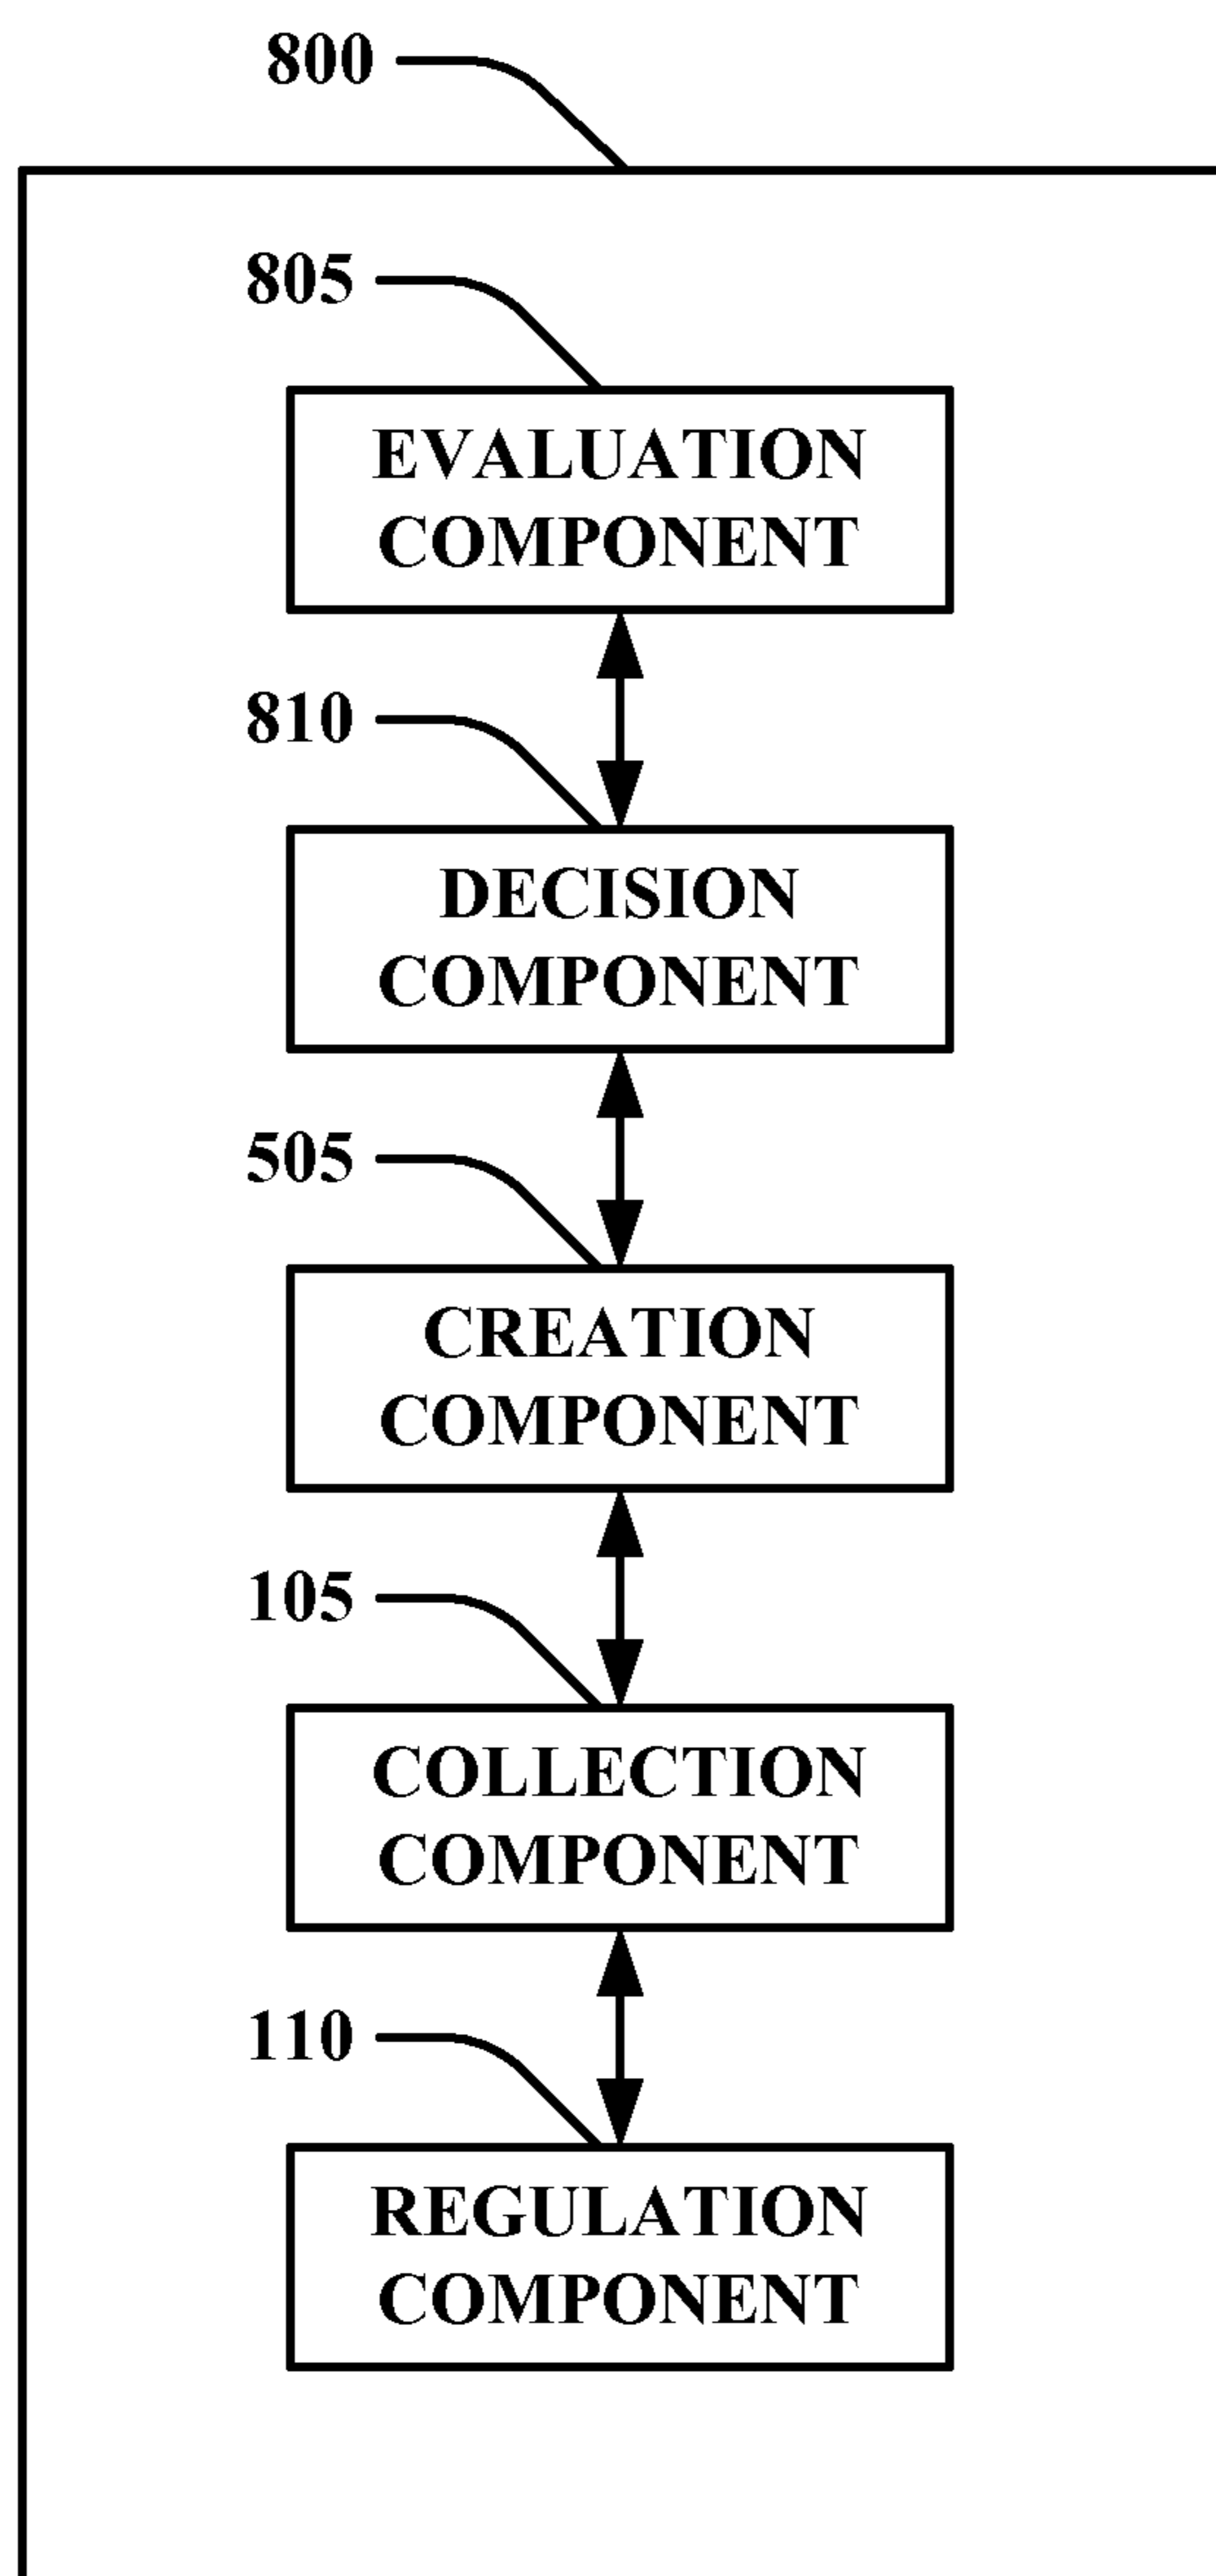 800
805
EVALUATION
COMPONENT
810
DECISION
COMPONENT
505
CREATION
COMPONENT
105
COLLECTION
COMPONENT
110
REGULATION
COMPONENT